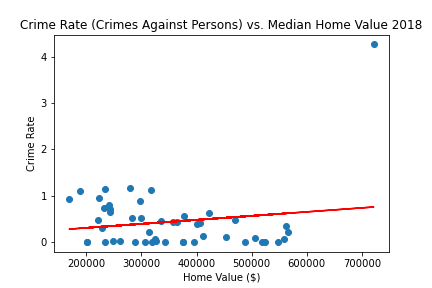 Crime Rate (Crimes Against Persons) vs. Median Home Value 2018
4
3
2
1
0
Crime Rate
200000 300000 400000 500000 600000 700000
Home Value ($)